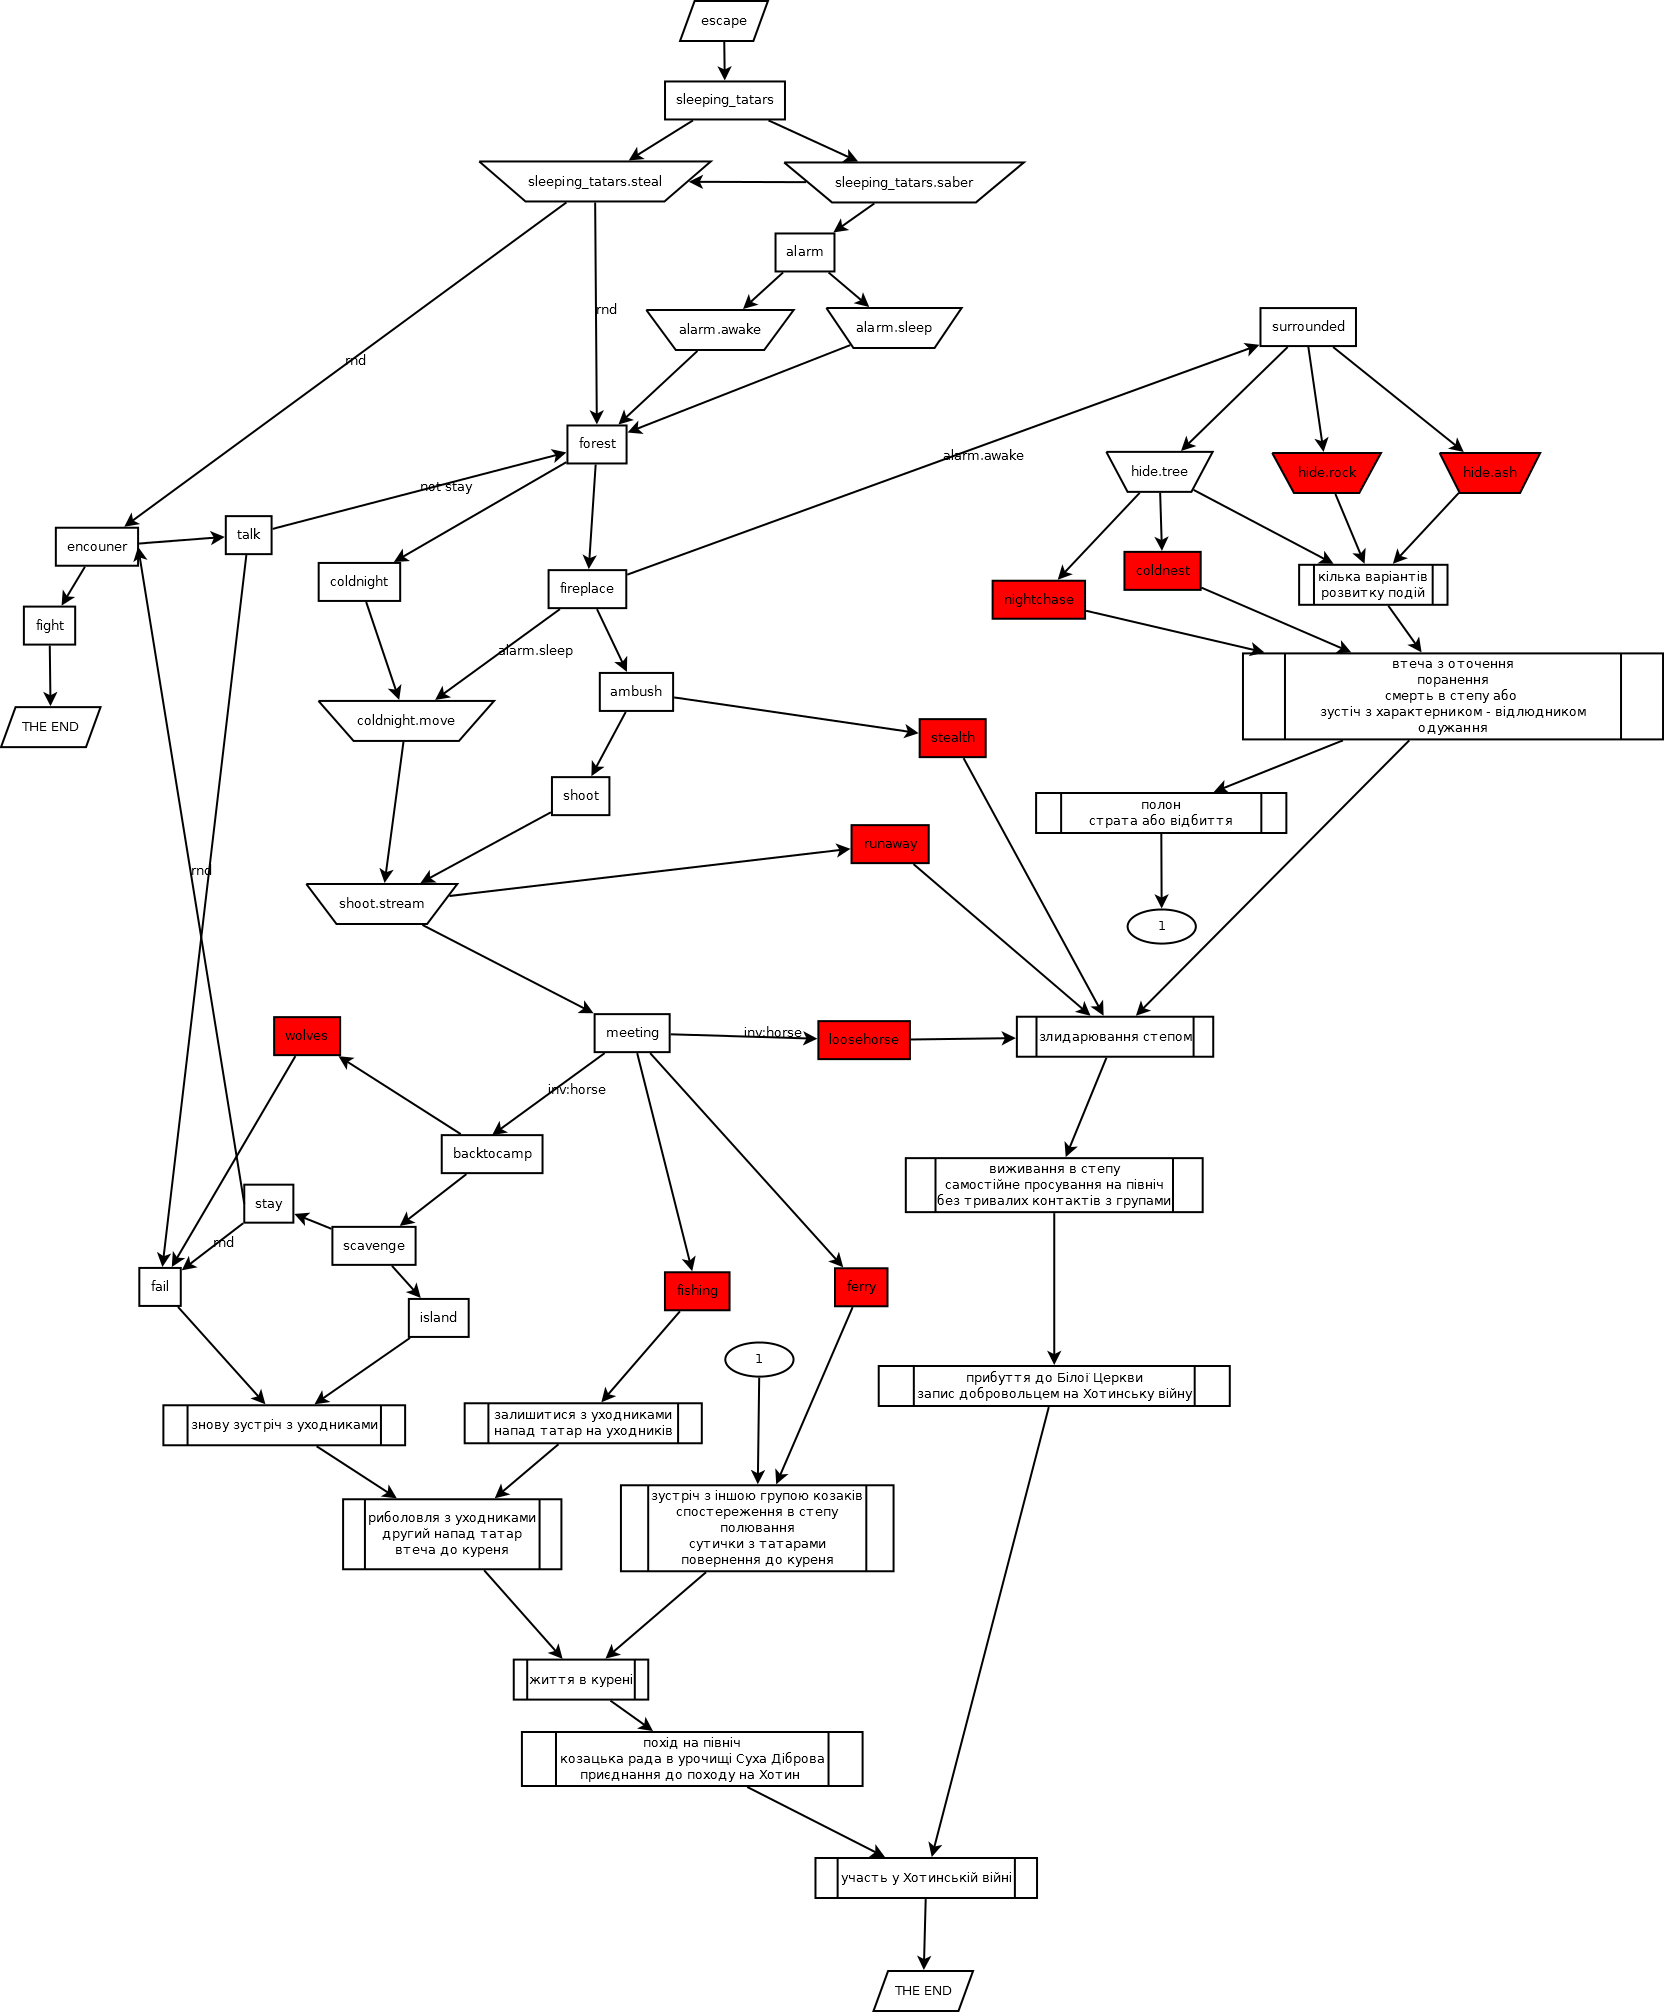 escape
sleeping_tatars
sleeping_tatars.steal
sleeping_tatars.saber
alarm
rnd
alarm.awake
alarm.sleep
surrounded
rnd
forest
alarm.awake
hide.tree
hide.rock
hide.ash
not stay
talk
encouner
coldnight
fireplace
coldnest
nightchase
кілька варіантів
розвитку подій
fight
alarm.sleep
втеча з оточення
поранення
смерть в степу або
зустіч з характерником - відлюдником
одужання
ambush
THE END
coldnight.move
stealth
shoot
полон
страта або відбиття
runaway
rnd
shoot.stream
1
wolves
meeting
inv:horse
loosehorse
злидарювання степом
inv:horse
backtocamp
виживання в степу
самостійне просування на північ
без тривалих контактів з групами
stay
rnd
scavenge
fail
fishing
ferry
island
1
прибуття до Білої Церкви
запис добровольцем на Хотинську війну
знову зустріч з уходниками
залишитися з уходниками
напад татар на уходників
риболовля з уходниками
другий напад татар
втеча до куреня
зустріч з іншою групою козаків
спостереження в степу
полювання
сутички з татарами
повернення до куреня
життя в курені
похід на північ
козацька рада в урочищі Суха Діброва
приєднання до походу на Хотин
участь у Хотинській війні
THE END